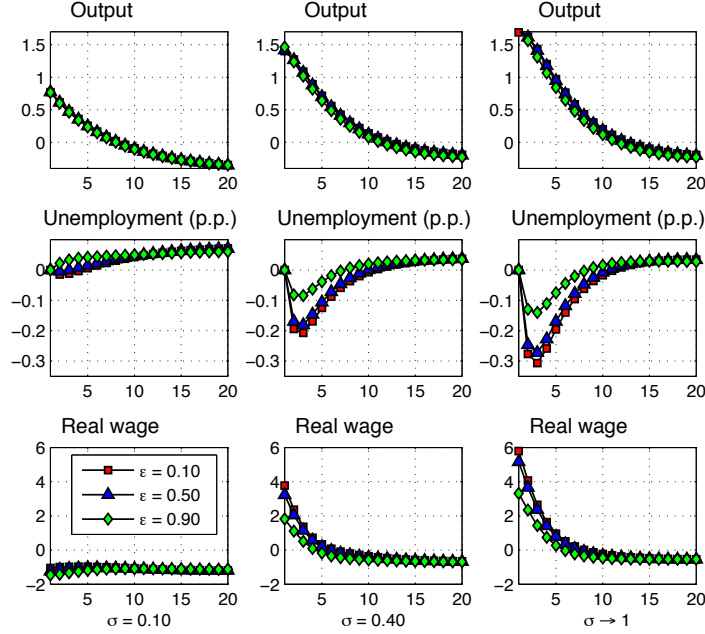 Output Output Output
1.5 1.5 1.5
1 1 1
0.5 0.5 0.5
0 0 0
5 10 15 20 5 10 15 20 5 10 15 20
Unemployment (p.p.) Unemployment (p.p.) Unemployment (p.p.)
0 0 0
−0.1 −0.1 −0.1
−0.2 −0.2 −0.2
−0.3 −0.3 −0.3
5 10 15 20 5 10 15 20 5 10 15 20
Real wage Real wage Real wage
6 6 6
ε = 0.10
4 4 4
ε = 0.50
2 2 2
ε = 0.90
0 0 0
−2 −2 −2
5 10 15 20 5 10 15 20 5 10 15 20
σ = 0.10 σ = 0.40 σ → 1